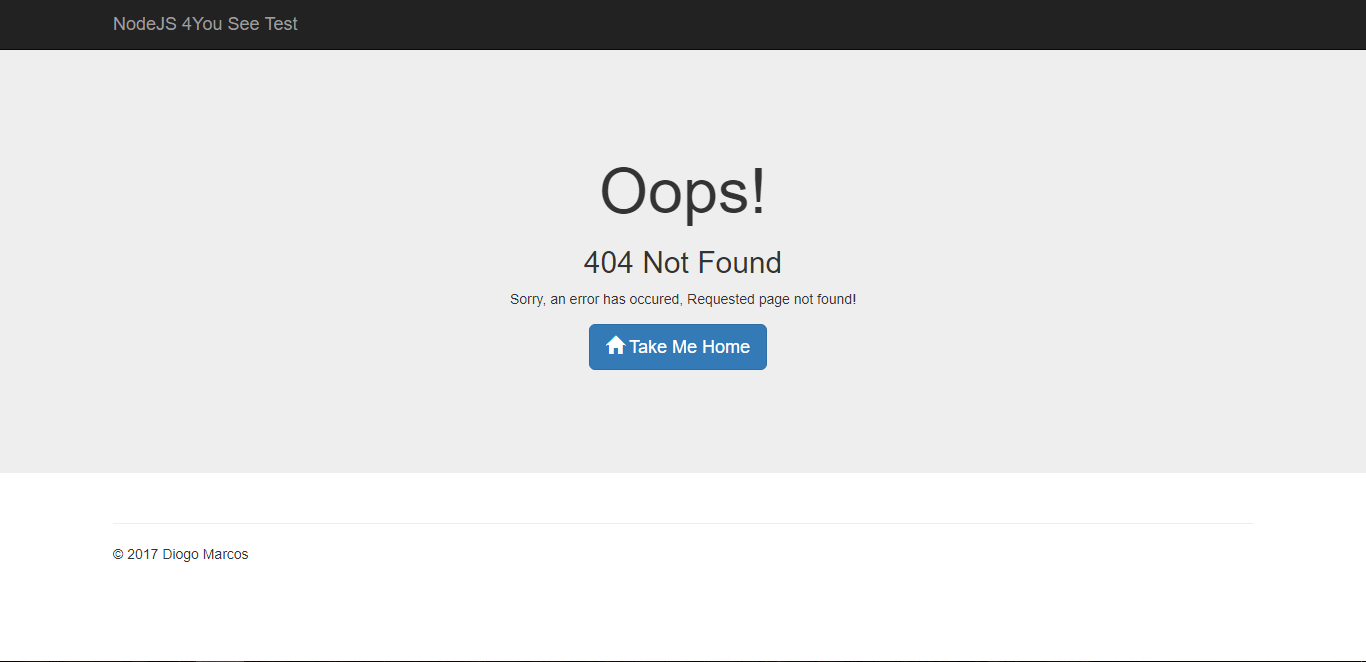 NodeJS 4You See Test
Oops!
404 Not Found
Sorry, an error has occured, Requested page not found!
Take Me Home
© 2017 Diogo Marcos